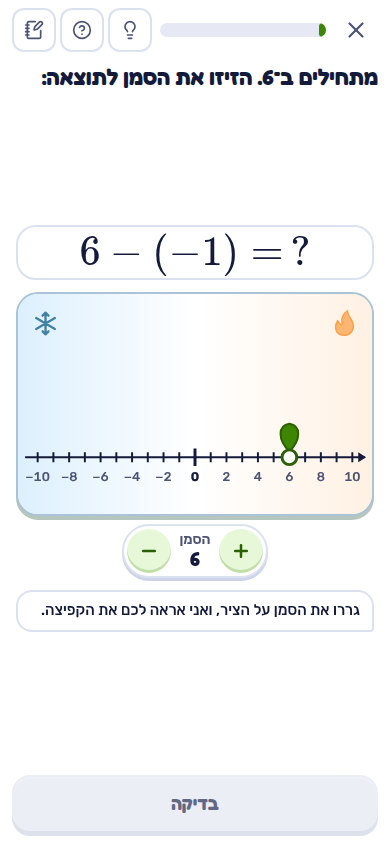 מתחילים ב־6. הזיזו את הסמן לתוצאה:
6 − (−1) = ?
−10 −8 −6 −4 −2 0 2 4 6 8 10
הסמן
− 6 +
גררו את הסמן על הציר, ואני אראה לכם את הקפיצה.
בדיקה